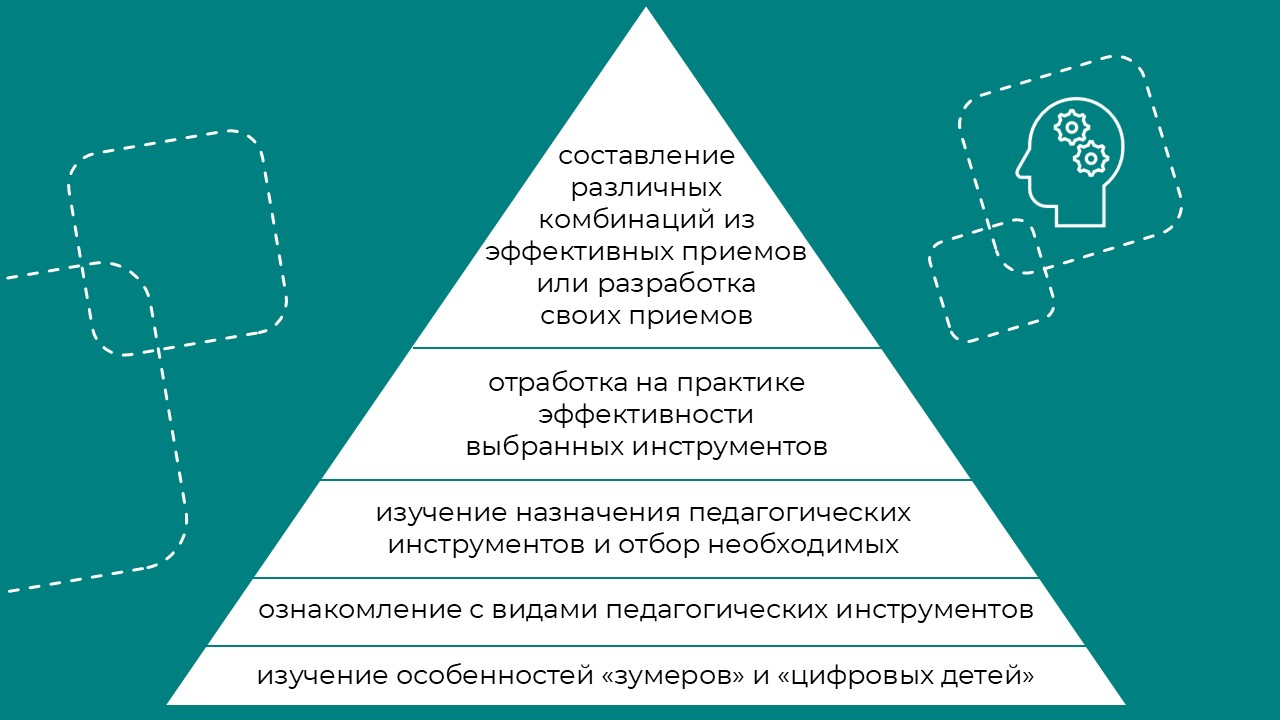 составление
различных
комбинаций из
эффективных приемов
или разработка
своих приемов
отработка на практике
эффективности
выбранных инструментов
изучение назначения педагогических
инструментов и отбор необходимых
ознакомление с видами педагогических инструментов
изучение особенностей «зумеров» и «цифровых детей»